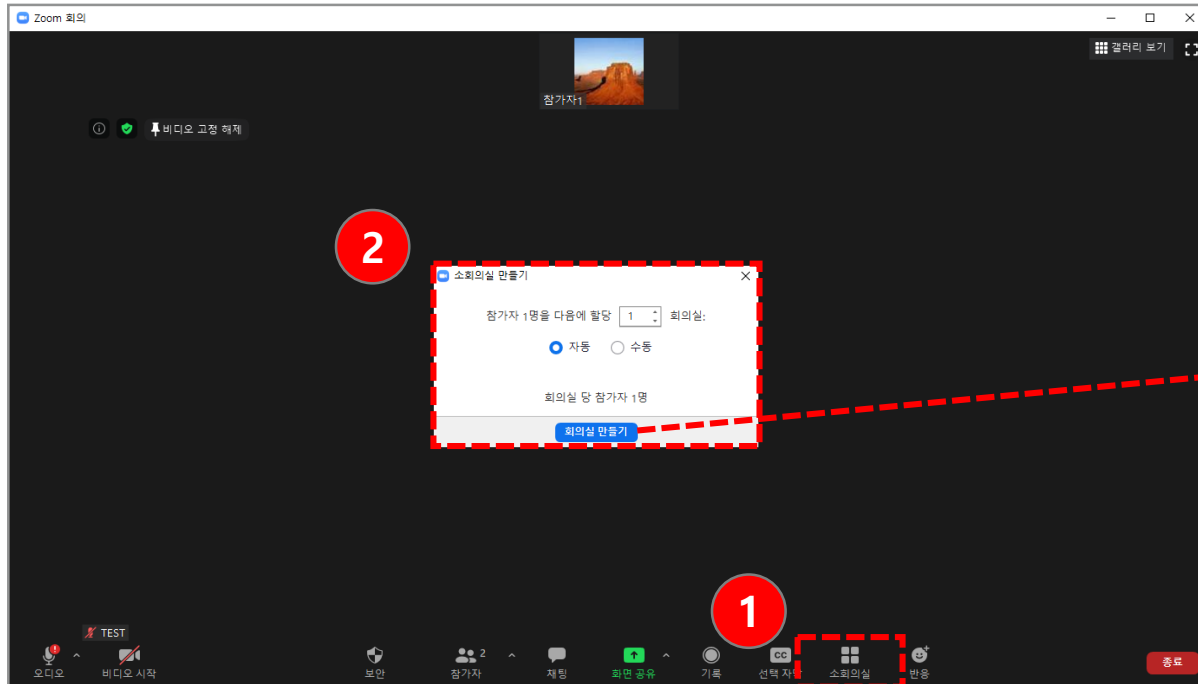 Zoom 회의
갤러리 보기
참가자1
비디오 고정 해제
2
소회의실 만들기
참가자 1명을 다음에 할당 1 회의실:
자동 수동
회의실 당 참가자 1명
회의실 만들기
1
TEST
오디오 비디오 시작 보안 참가자 2 채팅 화면 공유 기록 CC 선택 자막 소회의실 반응 종료